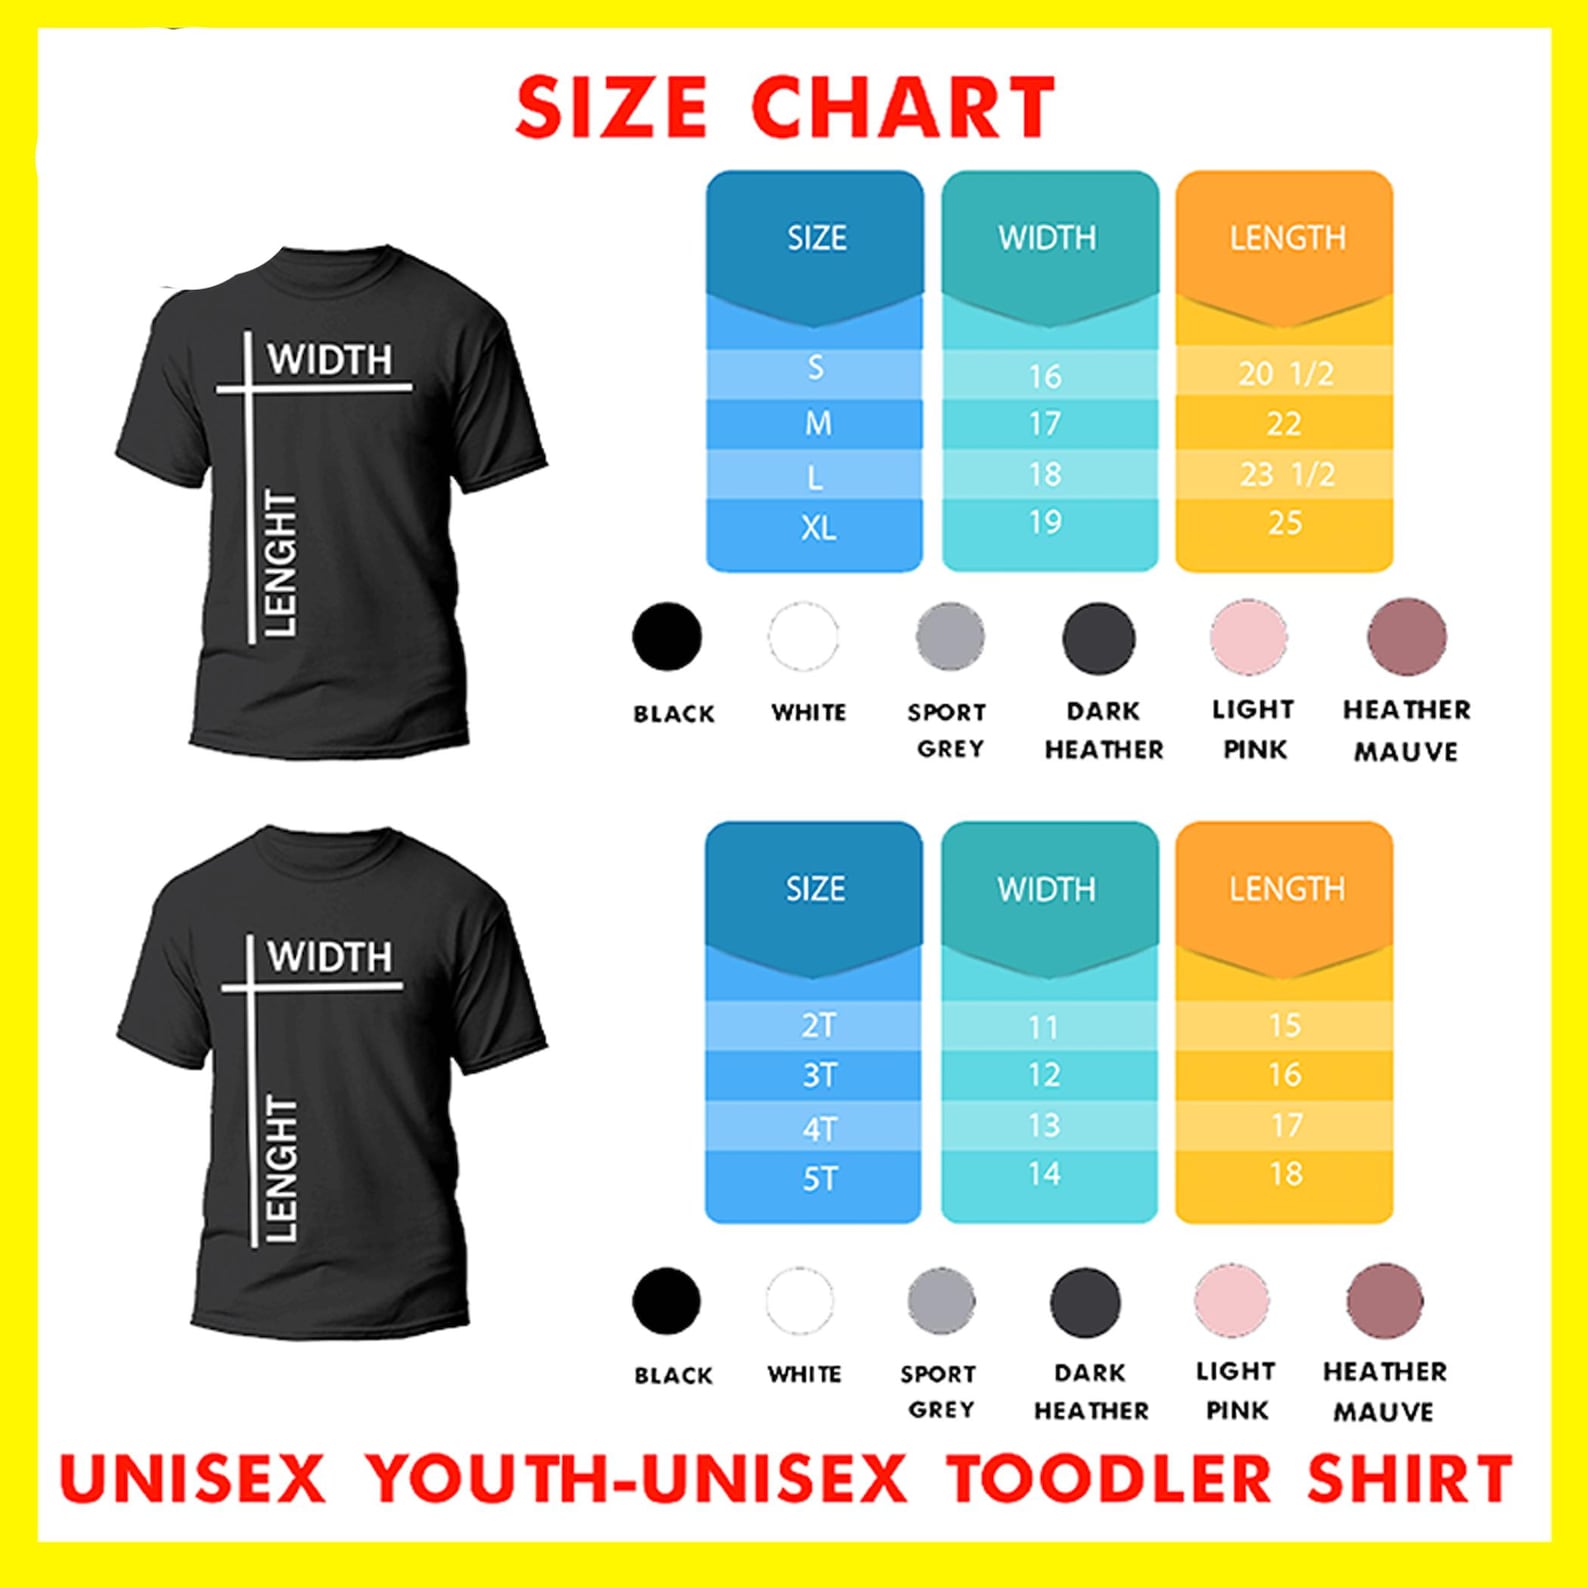 SIZE CHART
SIZE WIDTH LENGTH
S 16 20 1/2
M 17 22
L 18 23 1/2
XL 19 25
WIDTH
LENGHT
BLACK WHITE SPORT GREY DARK HEATHER LIGHT PINK HEATHER MAUVE
SIZE WIDTH LENGTH
2T 11 15
3T 12 16
4T 13 17
5T 14 18
WIDTH
LENGHT
BLACK WHITE SPORT GREY DARK HEATHER LIGHT PINK HEATHER MAUVE
UNISEX YOUTH-UNISEX TOODLER SHIRT